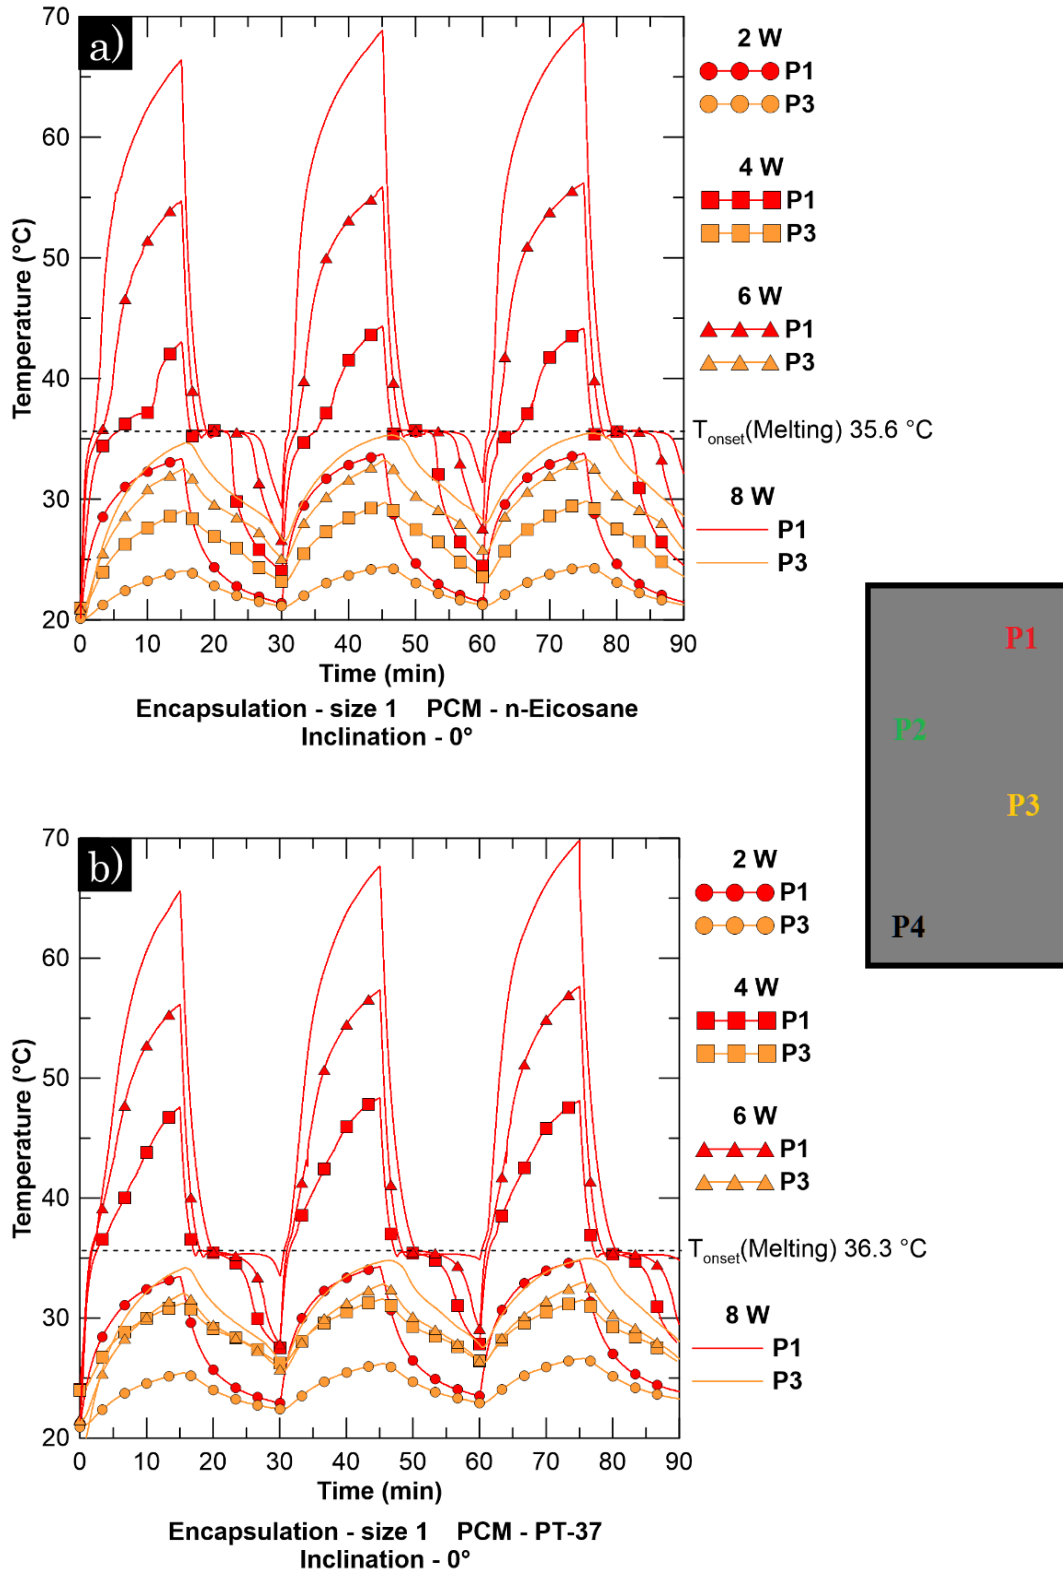 a)
70
60
50
40
30
20
Temperature (°C)
0 10 20 30 40 50 60 70 80 90
Time (min)
Encapsulation - size 1 PCM - n-Eicosane
Inclination - 0°
2 W
P1
P3
4 W
P1
P3
6 W
P1
P3
Tonset(Melting) 35.6 °C
8 W
P1
P3
P1
P2
P3
P4
b)
70
60
50
40
30
20
Temperature (°C)
0 10 20 30 40 50 60 70 80 90
Time (min)
Encapsulation - size 1 PCM - PT-37
Inclination - 0°
2 W
P1
P3
4 W
P1
P3
6 W
P1
P3
Tonset(Melting) 36.3 °C
8 W
P1
P3